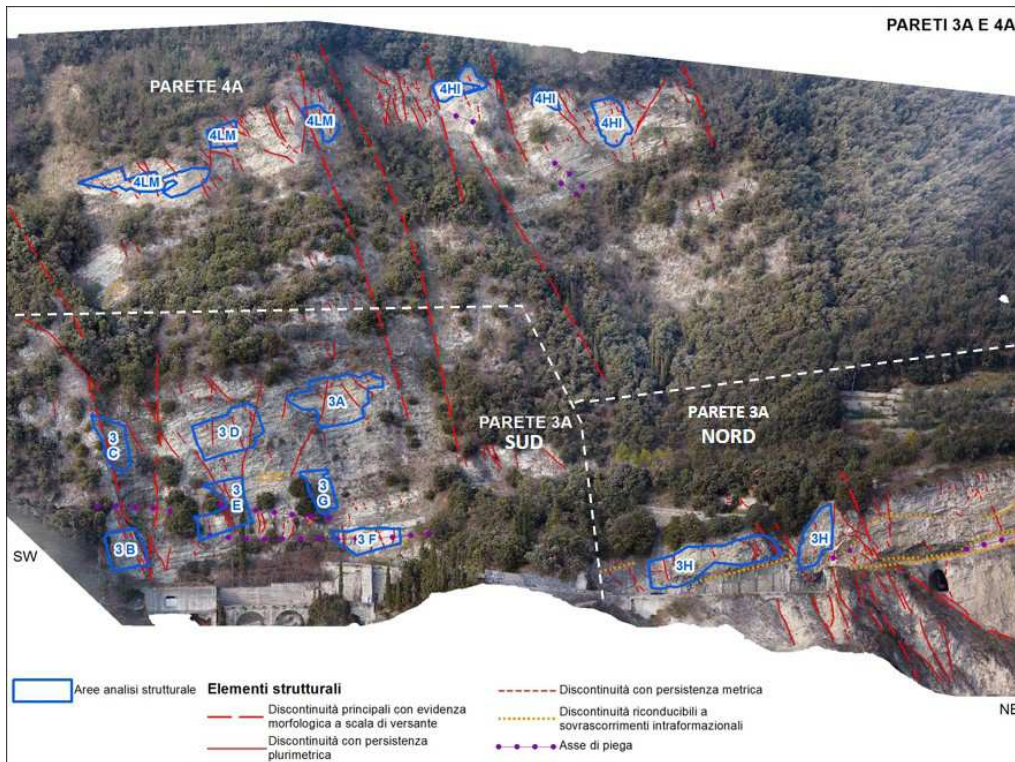 PARETI 3A E 4A
PARETE 4A
4HI
4HI
4HI
4LM
4LM
4LM
3A
3 D
3
C
PARETE 3A
SUD
PARETE 3A
NORD
3
E
3
G
3 B
3 F
3H
3H
SW
NE
Aree analisi strutturale
Elementi strutturali
Discontinuità principali con evidenza
morfologica a scala di versante
Discontinuità con persistenza
plurimetrica
Discontinuità con persistenza metrica
Discontinuità riconducibili a
sovrascorrimenti intraformazionali
Asse di piega